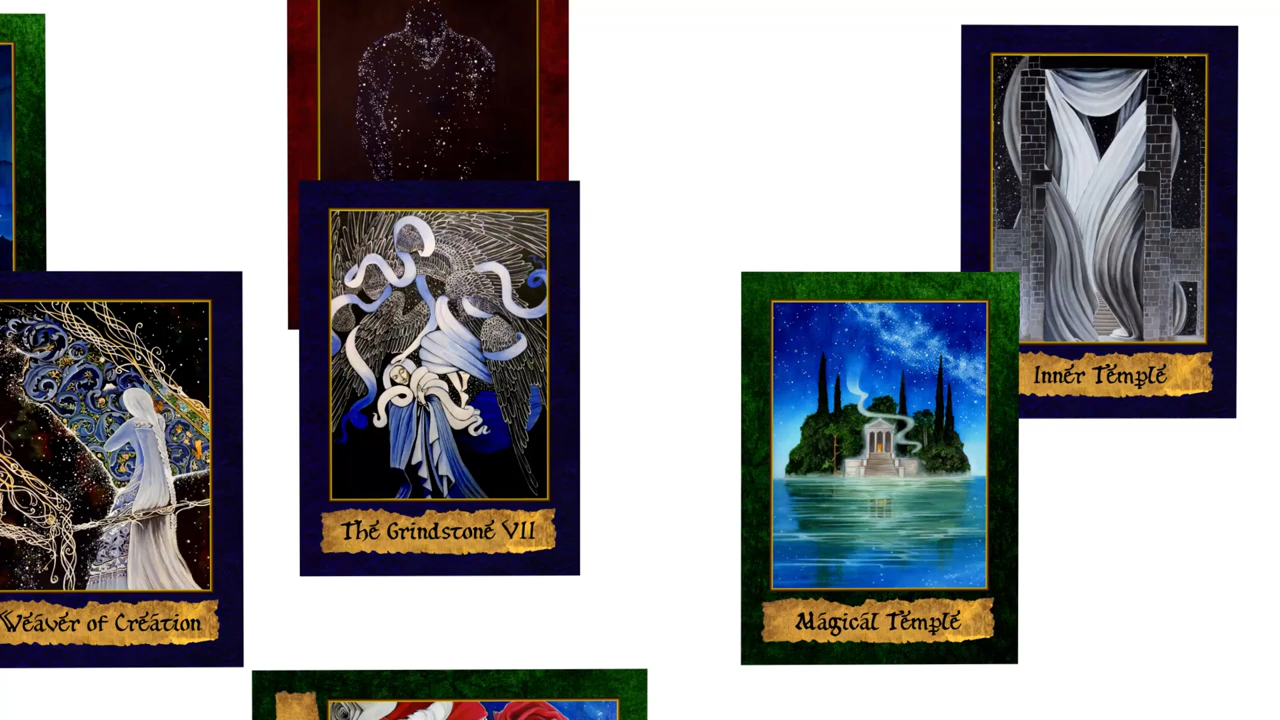 Inner Temple
The Grindstone VII
Weaver of Creation
Magical Temple